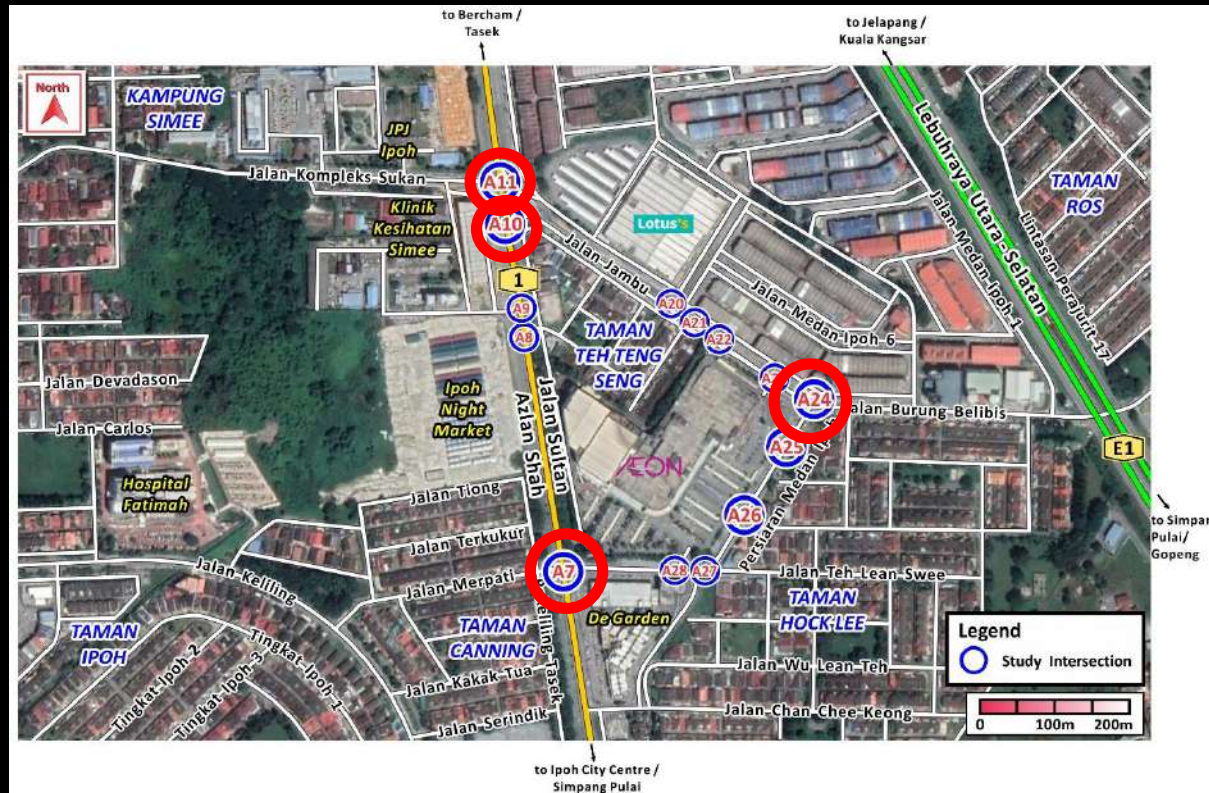 to Bercham /
Tasek
to Jelapang /
Kuala Kangsar
North
KAMPUNG
SIMEE
JPJ
Ipoh
Jalan Kompleks Sukan
A11
Klinik
Kesihatan
Simee
A10
Lotus's
Lebuhraya Utara-Selatan
TAMAN
ROS
Jalan Medan Ipoh 1
Lintasan Perajurit 17
1
Jalan Jambu
A9
A8
A20
A21
A22
Jalan Medan Ipoh 6
TAMAN
TEH TENG
SENG
Jalan Devadason
Jalan Carlos
Ipoh
Night
Market
Jalan Sultan
Azlan Shah
A24
Jalan Burung Belibis
A25
E1
ÆON
Hospital
Fatimah
Jalan Tiong
Jalan Terkukur
Jalan Merpati
A26
Persiaran Medan Ipoh
to Simpang
Pulai/
Gopeng
Jalan Keliling
A7
A28
A27
Jalan Teh Lean Swee
TAMAN
HOCK LEE
De Garden
TAMAN
IPOH
TAMAN
CANNING
Keliling Tasek
Tingkat Ipoh 1
Tingkat Ipoh 2
Tingkat Ipoh 3
Jalan Kakak Tua
Jalan Serindik
Jalan Wu Lean Teh
Jalan Chan Chee Keong
Legend
Study Intersection
0 100m 200m
to Ipoh City Centre /
Simpang Pulai